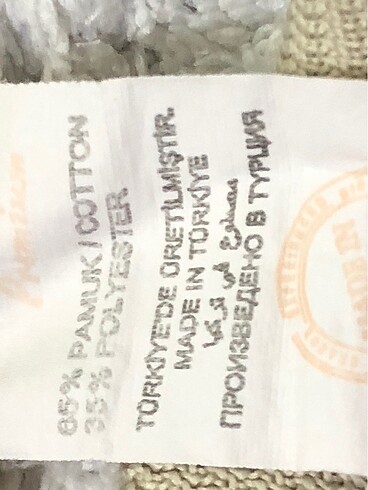 65% PAMUK / COTTON
35% POLYESTER
TÜRKİYE'DE ÜRETİLMİŞTİR.
MADE IN TÜRKİYE
صنع في تركيا
ПРОИЗВЕДЕНО В ТУРЦИЯ